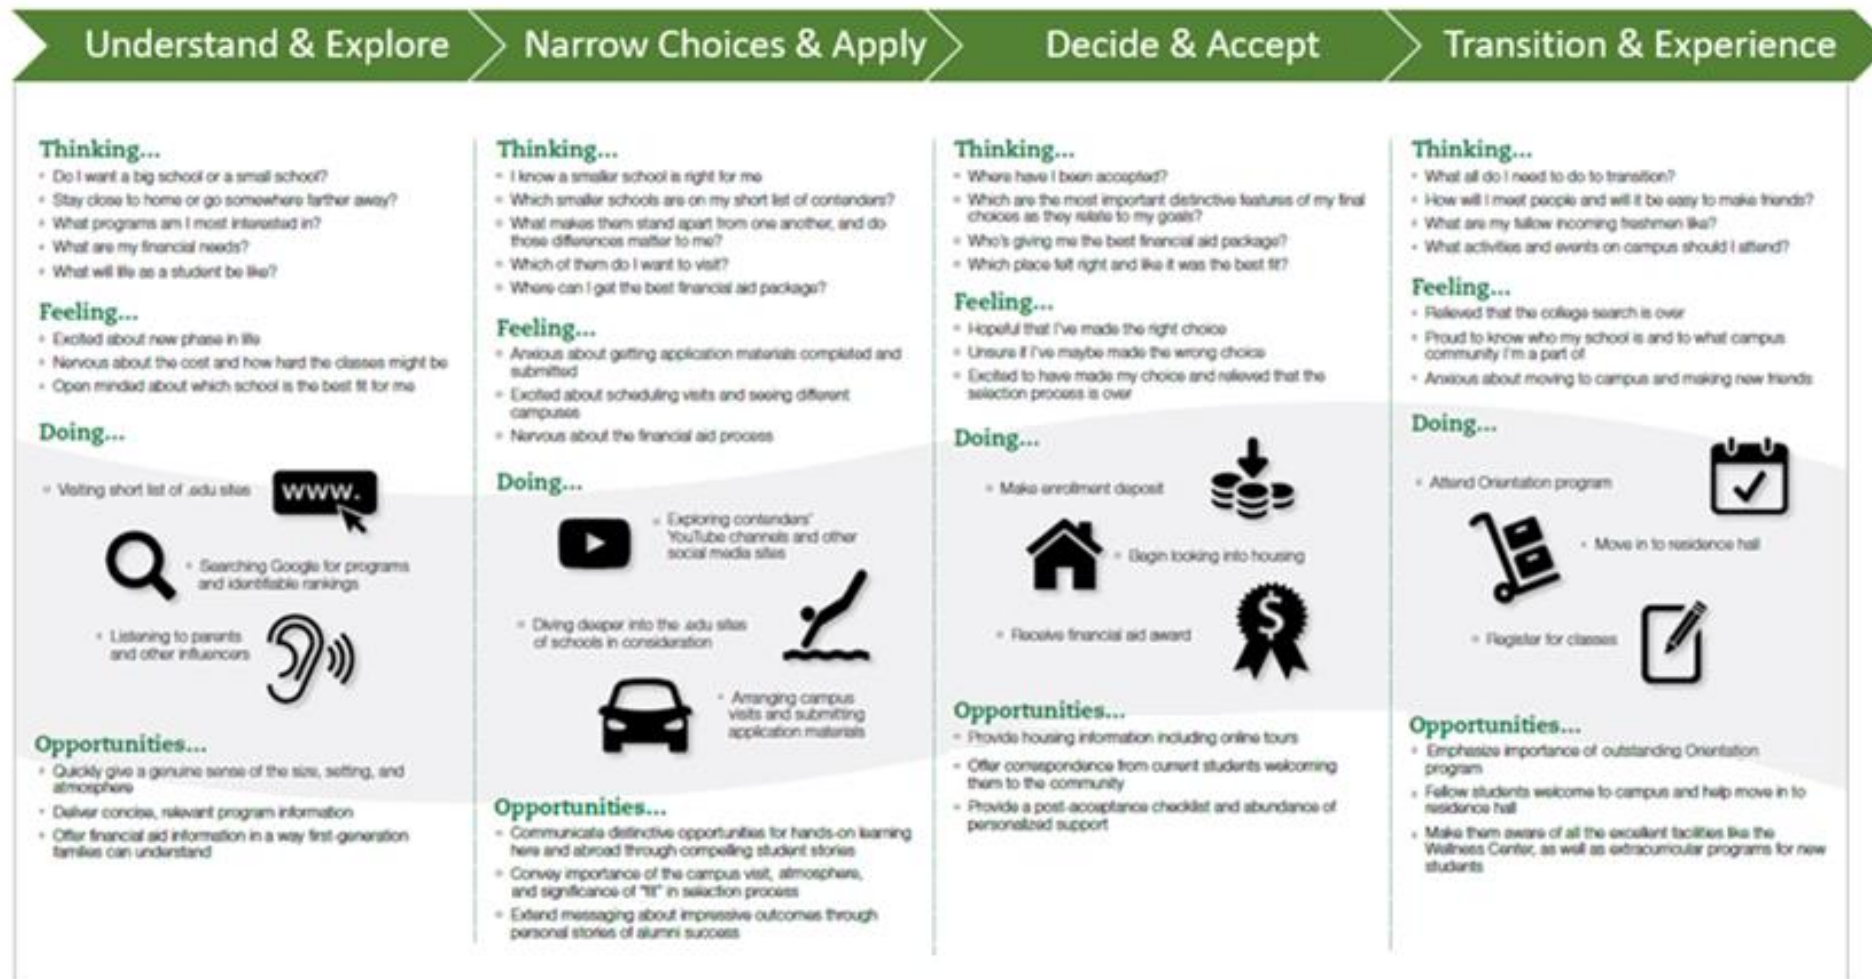 Understand & Explore
Narrow Choices & Apply
Decide & Accept
Transition & Experience
Thinking...
Do I want a big school or a small school?
Stay close to home or go somewhere farther away?
What programs am I most interested in?
What are my financial needs?
What will life as a student be like?
Feeling...
Excited about new phase in life
Nervous about the cost and how hard the classes might be
Open minded about which school is the best fit for me
Doing...
Visiting short list of .edu sites
www.
Searching Google for programs
and identifiable rankings
Listening to parents
and other influencers
Opportunities...
Quickly give a genuine sense of the size, setting, and
atmosphere
Deliver concise, relevant program information
Offer financial aid information in a way first-generation
families can understand
Thinking...
I know a smaller school is right for me
Which smaller schools are on my short list of contenders?
What makes them stand apart from one another, and do
those differences matter to me?
Which of them do I want to visit?
Where can I get the best financial aid package?
Feeling...
Anxious about getting application materials completed and
submitted
Excited about scheduling visits and seeing different
campuses
Nervous about the financial aid process
Doing...
Exploring contenders'
YouTube channels and other
social media sites
Diving deeper into the .edu sites
of schools in consideration
Arranging campus
visits and submitting
application materials
Opportunities...
Communicate distinctive opportunities for hands-on learning
here and abroad through compelling student stories
Convey importance of the campus visit, atmosphere,
and significance of "fit" in selection process
Extend messaging about impressive outcomes through
personal stories of alumni success
Thinking...
Where have I been accepted?
Which are the most important distinctive features of my final
choices as they relate to my goals?
Who's giving me the best financial aid package?
Which place felt right and like it was the best fit?
Feeling...
Hopeful that I've made the right choice
Unsure if I've maybe made the wrong choice
Excited to have made my choice and relieved that the
selection process is over
Doing...
Make enrollment deposit
Begin looking into housing
$
Receive financial aid award
Opportunities...
Provide housing information including online tours
Offer correspondence from current students welcoming
them to the community
Provide a post-acceptance checklist and abundance of
personalized support
Thinking...
What all do I need to do to transition?
How will I meet people and will it be easy to make friends?
What are my fellow incoming freshmen like?
What activities and events on campus should I attend?
Feeling...
Relieved that the college search is over
Proud to know who my school is and to what campus
community I'm a part of
Anxious about moving to campus and making new friends
Doing...
Attend Orientation program
Move in to residence hall
Register for classes
Opportunities...
Emphasize importance of outstanding Orientation
program
Fellow students welcome to campus and help move in to
residence hall
Make them aware of all the excellent facilities like the
Wellness Center, as well as extracurricular programs for new
students